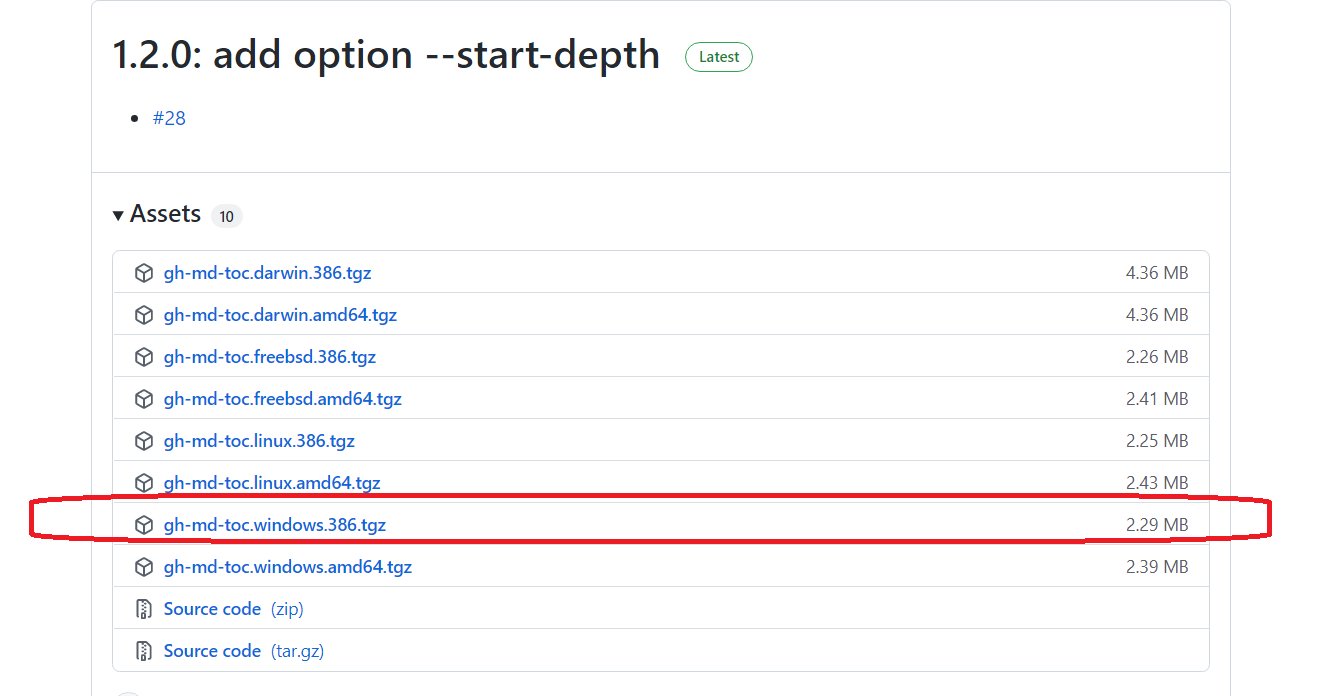 1.2.0: add option --start-depth Latest
#28
Assets 10
gh-md-toc.darwin.386.tgz 4.36 MB
gh-md-toc.darwin.amd64.tgz 4.36 MB
gh-md-toc.freebsd.386.tgz 2.26 MB
gh-md-toc.freebsd.amd64.tgz 2.41 MB
gh-md-toc.linux.386.tgz 2.25 MB
gh-md-toc.linux.amd64.tgz 2.43 MB
gh-md-toc.windows.386.tgz 2.29 MB
gh-md-toc.windows.amd64.tgz 2.39 MB
Source code (zip)
Source code (tar.gz)